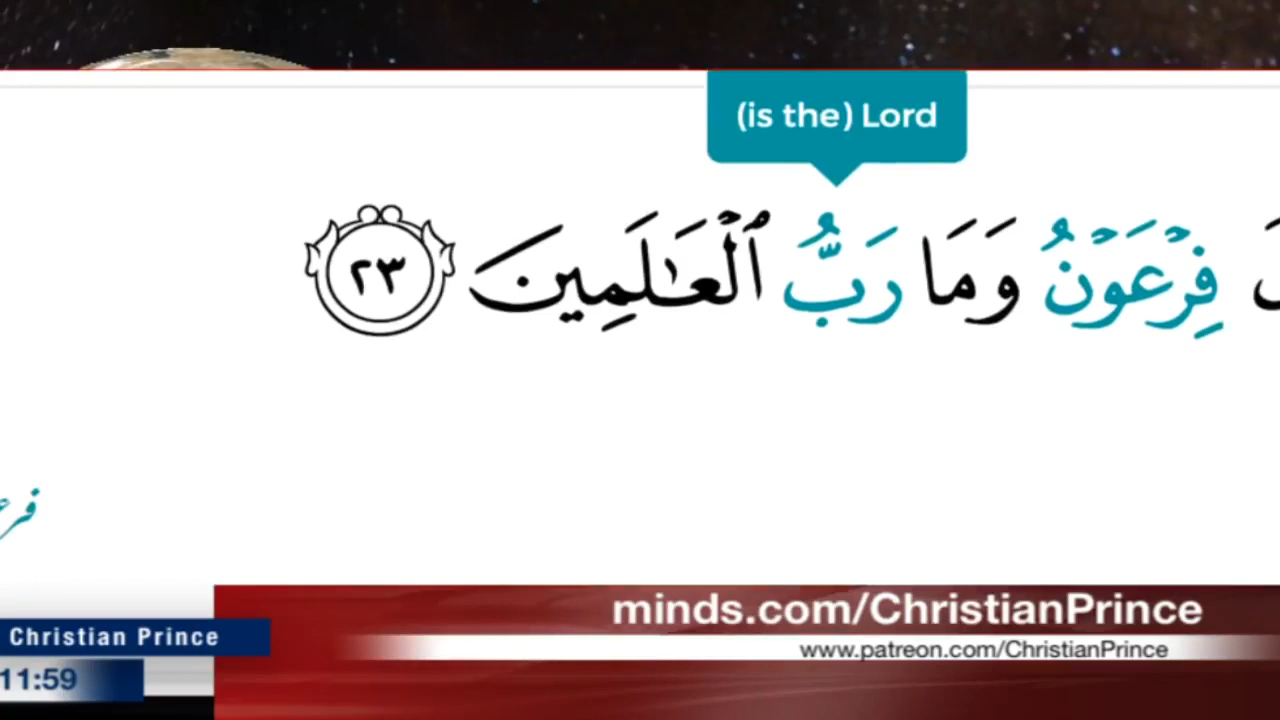 (is the) Lord
فِرۡعَوۡنُ وَمَا رَبُّ ٱلۡعَـٰلَمِينَ ٢٣
minds.com/ChristianPrince
www.patreon.com/ChristianPrince
Christian Prince
11:59